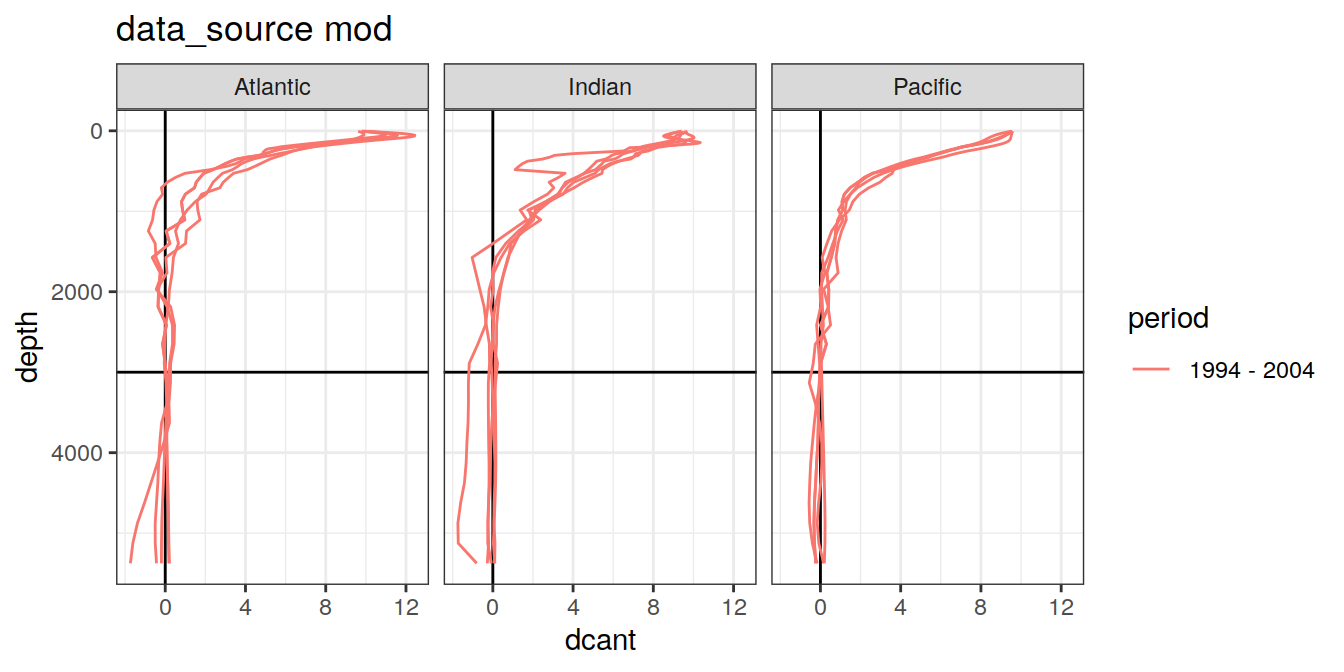 data_source mod
Atlantic Indian Pacific
0
2000
4000
depth
0 4 8 12 0 4 8 12 0 4 8 12
dcant
period
1994 - 2004